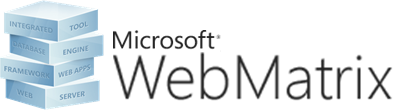 INTEGRATED TOOL
DATABASE ENGINE
FRAMEWORK WEB APPS
WEB SERVER
Microsoft®
WebMatrix